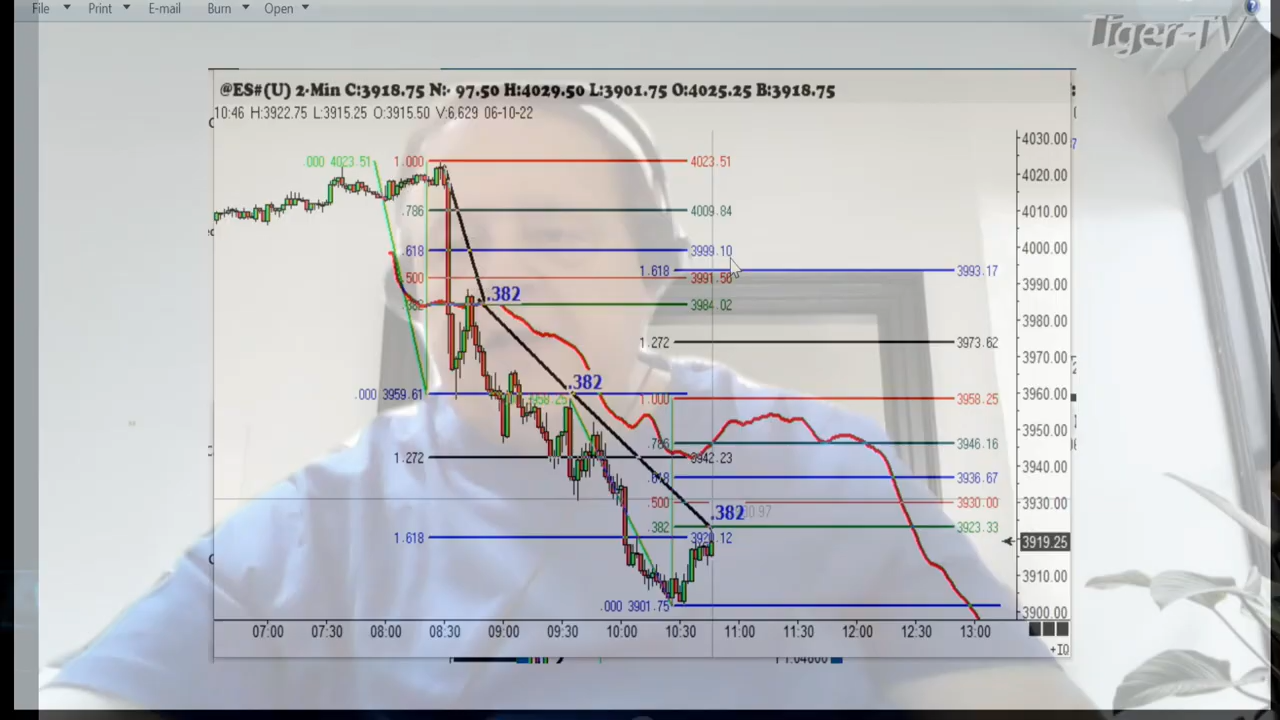 File Print E-mail Burn Open
Tiger-TV
@ES#(U) 2-Min C:3918.75 N:- 97.50 H:4029.50 L:3901.75 O:4025.25 B:3918.75
10:46 H:3922.75 L:3915.25 O:3915.50 V:6,629 06-10-22
4030.00
.000 4023.51 1.000 4023.51
4020.00
.786 4009.84 4010.00
.618 3999.10 4000.00
1.618 3993.17
.500 3991.56 3990.00
.382
.382 3984.02
3980.00
1.272 3973.62
3970.00
.382
.000 3959.61 3960.00
3958.25 1.000 3958.25
3950.00
.786 3946.16
1.272 3942.23 3940.00
.618 3936.67
.500 3930.00 3930.00
.382
.382 3923.33
1.618 3920.12 3919.25
3910.00
.000 3901.75 3900.00
07:00 07:30 08:00 08:30 09:00 09:30 10:00 10:30 11:00 11:30 12:00 12:30 13:00
+IQ